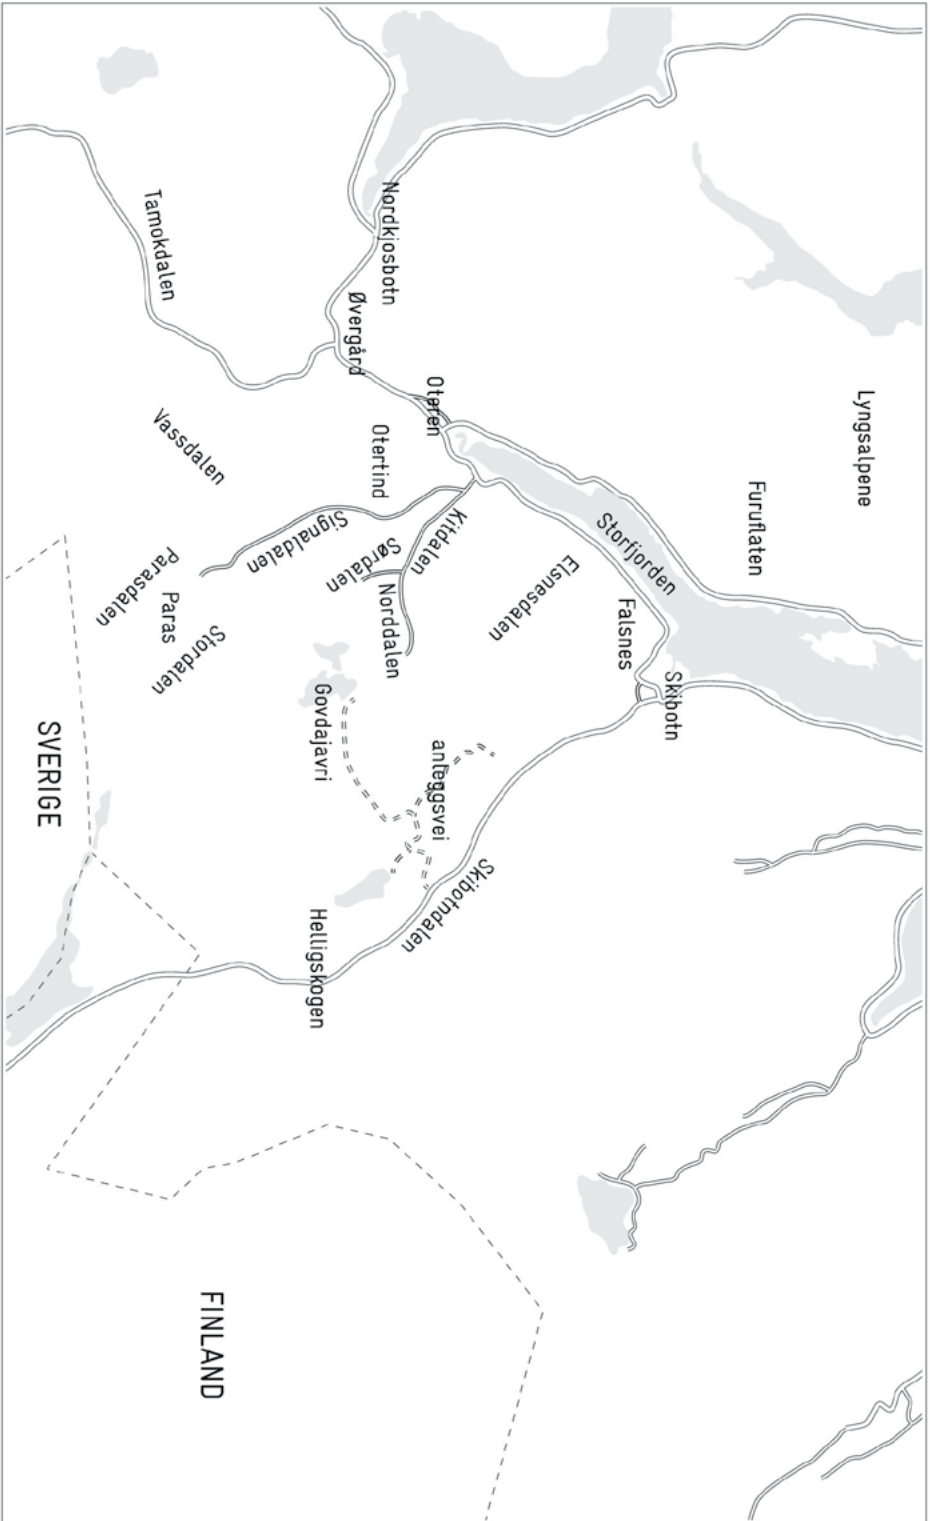 Lyngsalpene
Furuflaten
Nordkjosbotn
Øvergård
Oteren
Storfjorden
Tamokdalen
Otertind
Kitdalen
Elsnesdalen
Falsnes
Skibotn
Vassdalen
Signaldalen
Sørdalen
Norddalen
Parasdalen
Paras
Stordalen
Govdajavri
anleggsvei
Skibotndalen
Helligskogen
SVERIGE
FINLAND